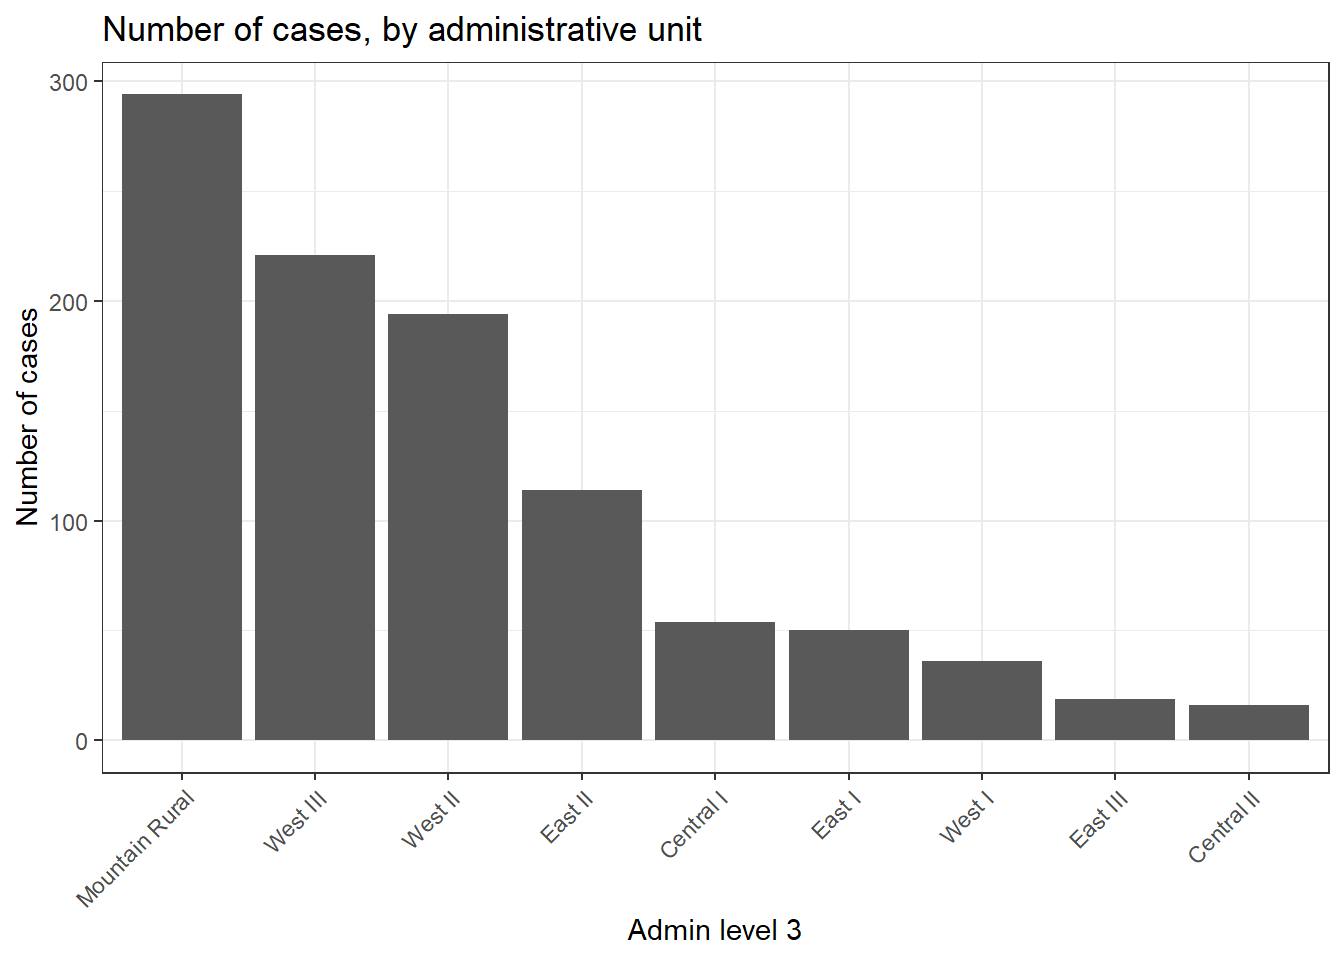 Number of cases, by administrative unit
Number of cases
300
200
100
0
Mountain Rural
West III
West II
East II
Central I
East I
West I
East III
Central II
Admin level 3